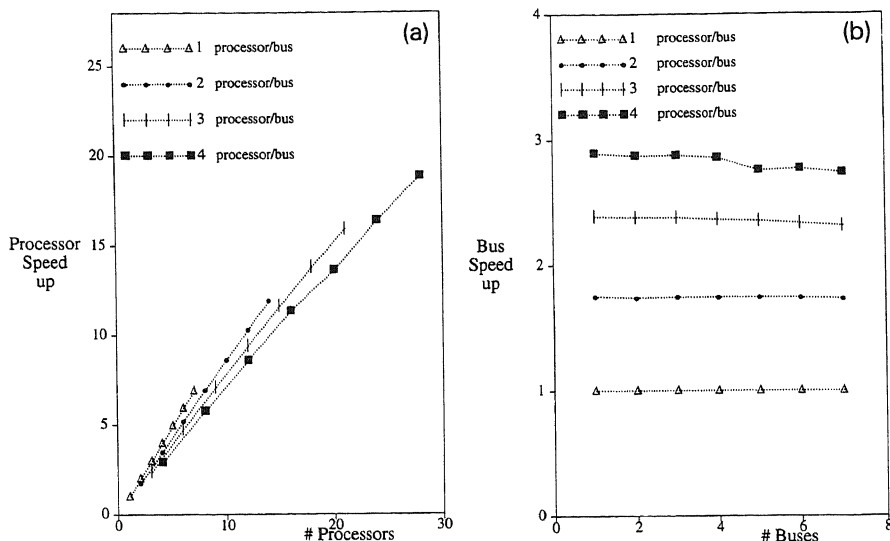 (a)
25
1 processor/bus
2 processor/bus
3 processor/bus
4 processor/bus
20
Processor
Speed
up
15
10
5
0
0
10
20
30
# Processors
(b)
4
1 processor/bus
2 processor/bus
3 processor/bus
4 processor/bus
3
Bus
Speed
up
2
1
0
0
2
4
6
8
# Buses